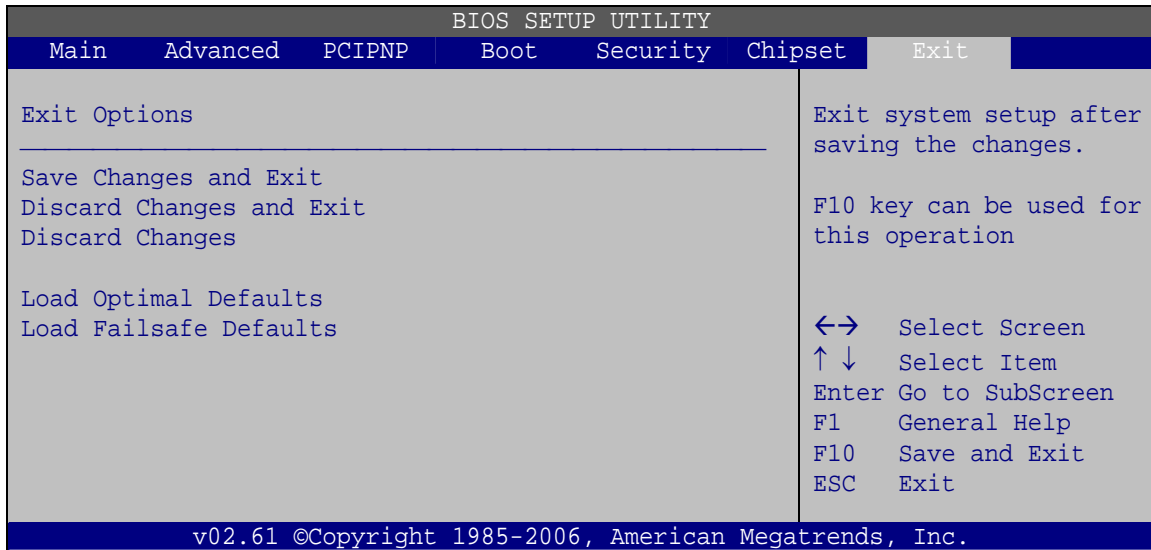 BIOS SETUP UTILITY
Main Advanced PCIPNP Boot Security Chipset Exit
Exit Options
Save Changes and Exit
Discard Changes and Exit
Discard Changes
Load Optimal Defaults
Load Failsafe Defaults
Exit system setup after
saving the changes.
F10 key can be used for
this operation
←→ Select Screen
↑ ↓ Select Item
Enter Go to SubScreen
F1 General Help
F10 Save and Exit
ESC Exit
v02.61 ©Copyright 1985-2006, American Megatrends, Inc.